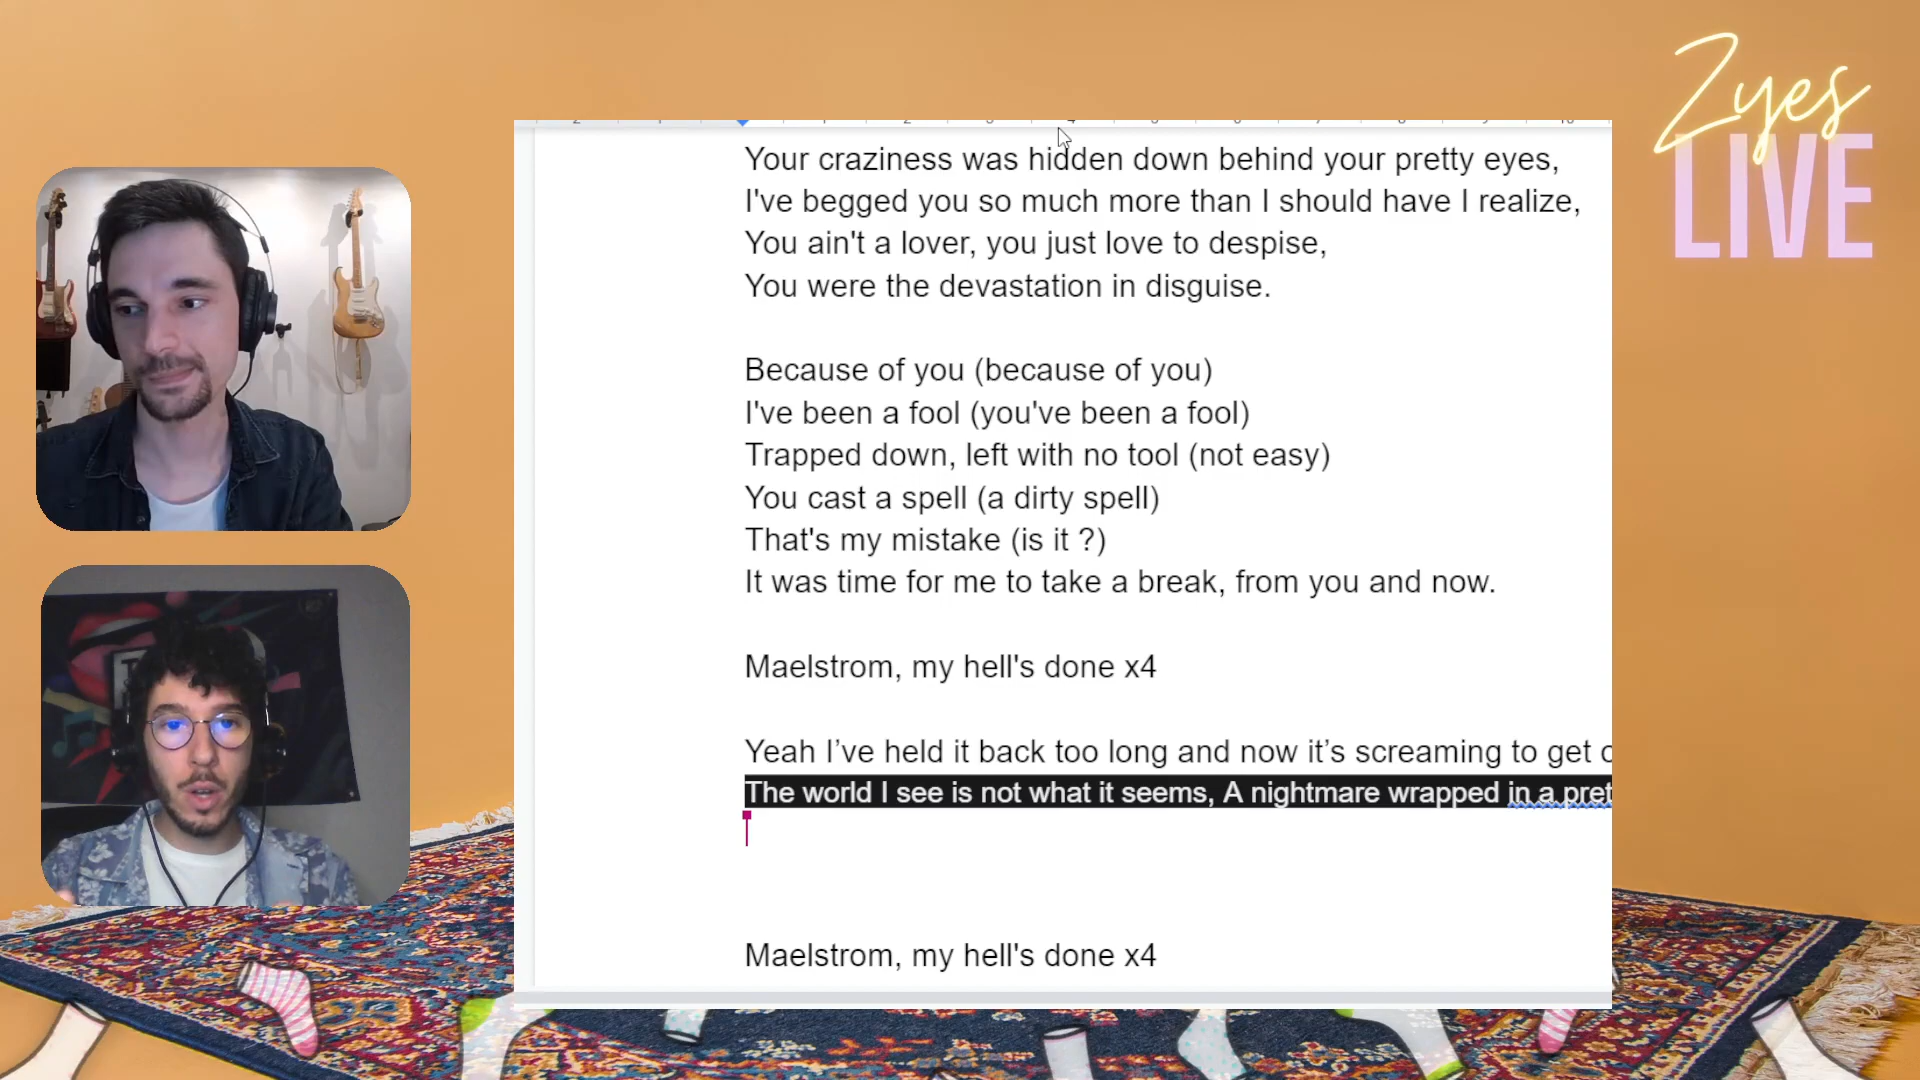 Zyes
LIVE
Your craziness was hidden down behind your pretty eyes,
I've begged you so much more than I should have I realize,
You ain't a lover, you just love to despise,
You were the devastation in disguise.
Because of you (because of you)
I've been a fool (you've been a fool)
Trapped down, left with no tool (not easy)
You cast a spell (a dirty spell)
That's my mistake (is it ?)
It was time for me to take a break, from you and now.
Maelstrom, my hell's done x4
Yeah I’ve held it back too long and now it’s screaming to get
The world I see is not what it seems, A nightmare wrapped in a
Maelstrom, my hell's done x4